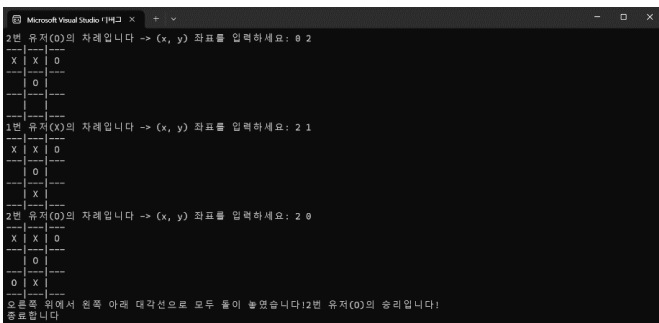 Microsoft Visual Studio 디버그
2번 유저(O)의 차례입니다 -> (x, y) 좌표를 입력하세요: 0 2
---|---|---
 X | X | O
---|---|---
   | O |
---|---|---
   |   |
---|---|---
1번 유저(X)의 차례입니다 -> (x, y) 좌표를 입력하세요: 2 1
---|---|---
 X | X | O
---|---|---
   | O |
---|---|---
   | X |
---|---|---
2번 유저(O)의 차례입니다 -> (x, y) 좌표를 입력하세요: 2 0
---|---|---
 X | X | O
---|---|---
   | O |
---|---|---
 O | X |
---|---|---
오른쪽 위에서 왼쪽 아래 대각선으로 모두 돌이 놓였습니다!2번 유저(O)의 승리입니다!
종료합니다